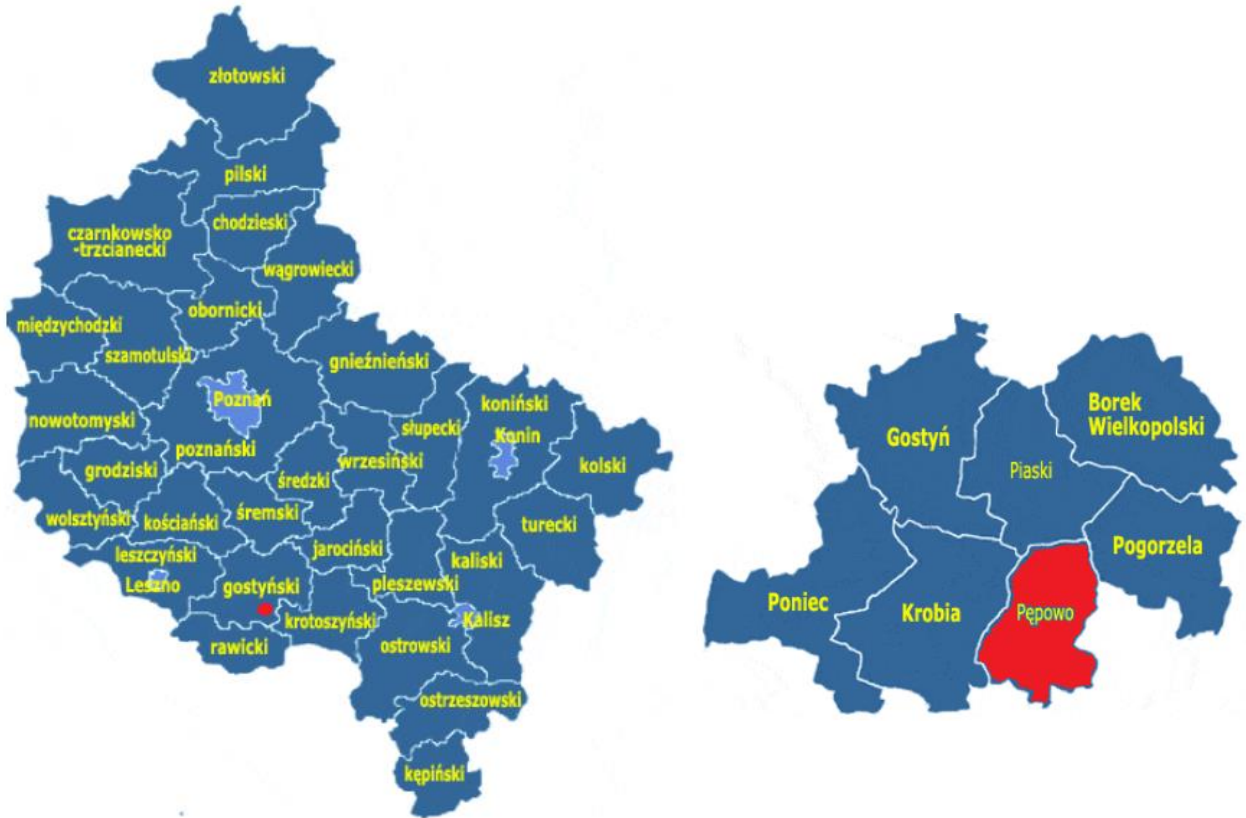 złotowski
pilski
chodzieski
czarnkowsko
-trzcianecki
wągrowiecki
obornicki
międzychodzki
szamotulski
gnieźnieński
Poznań
nowotomyski
koniński
słupecki
Konin
poznański
grodziski
wrzesiński
kolski
średzki
wolsztyński
kościański
śremski
turecki
jarociński
leszczyński
kaliski
Leszno
gostyński
pleszewski
krotoszyński
Kalisz
rawicki
ostrowski
ostrzeszowski
kępiński
Borek
Wielkopolski
Gostyń
Piaski
Pogorzela
Poniec
Krobia
Pępowo